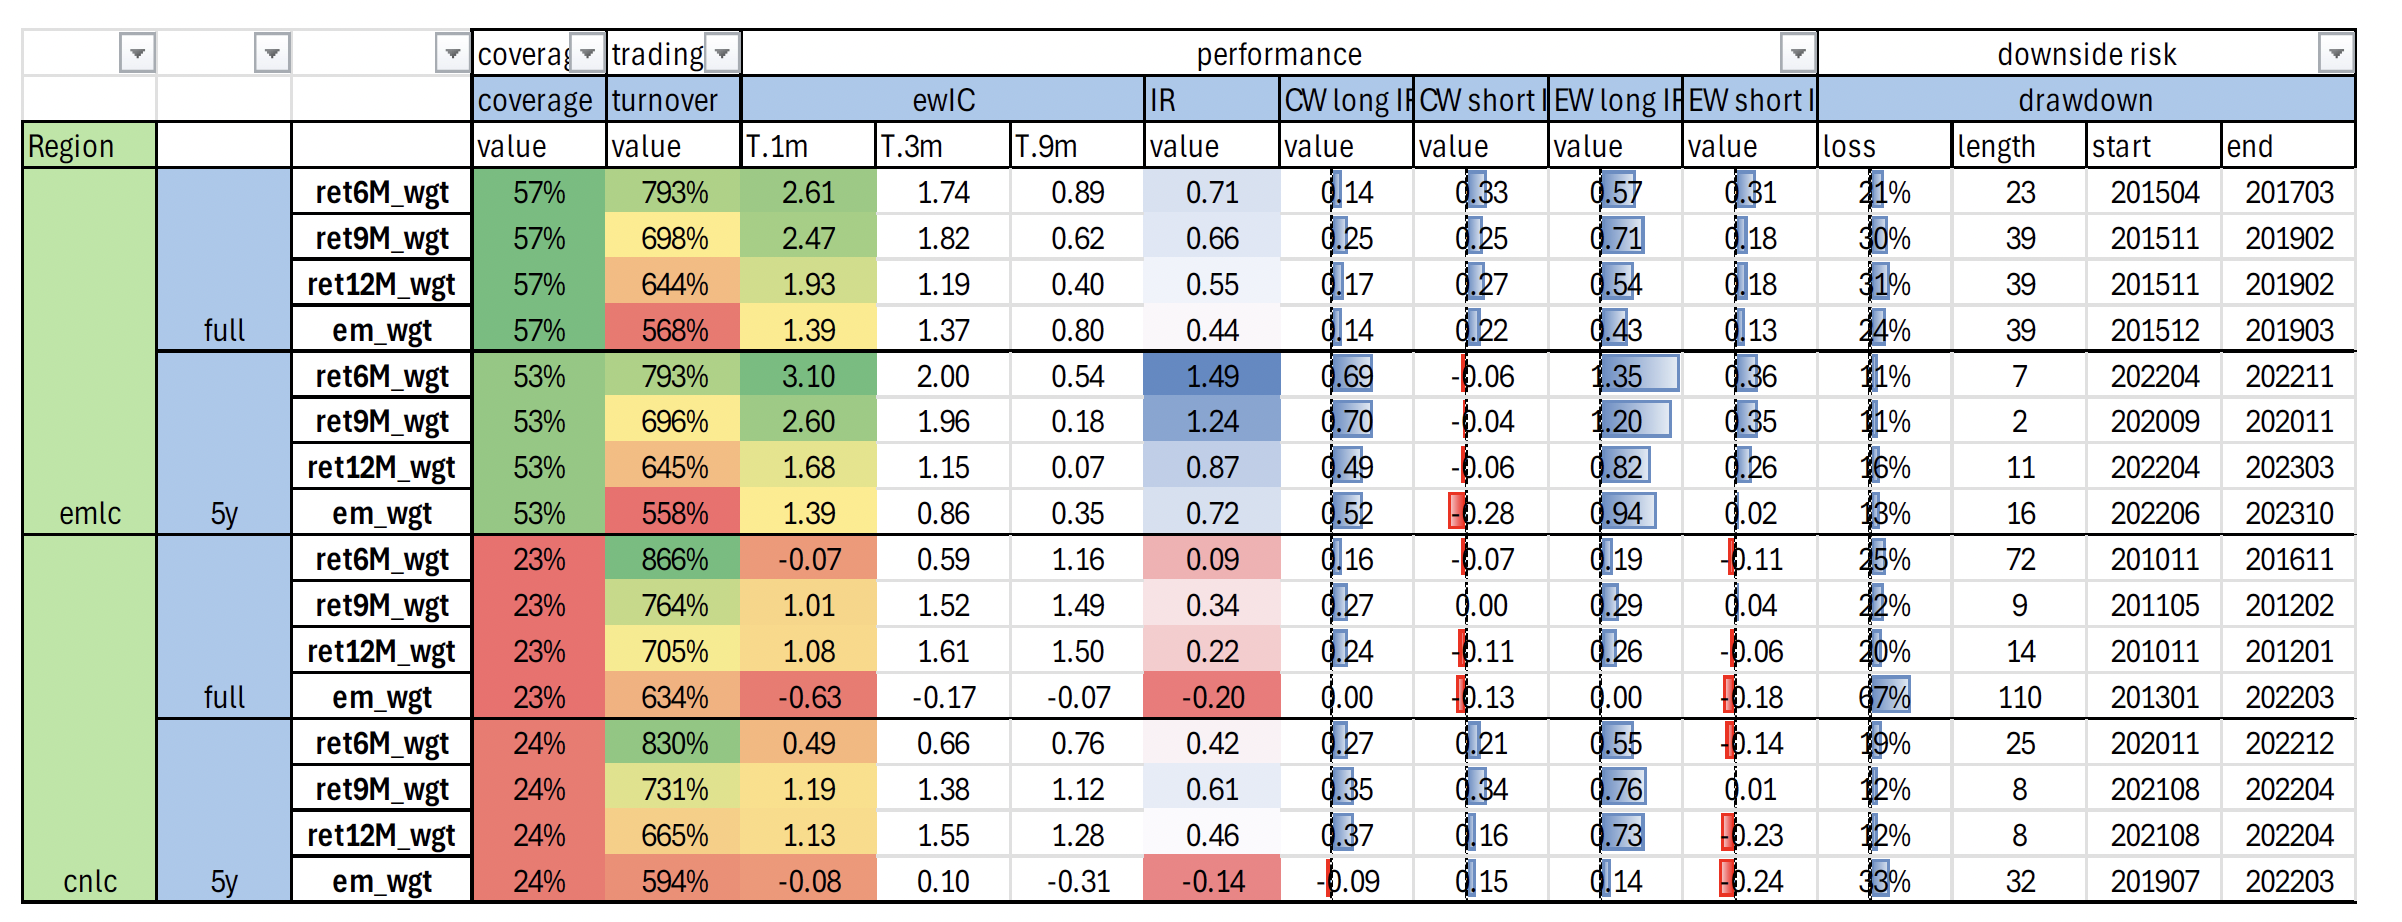 coverag trading performance downside risk
coverage turnover ewIC IR CW long IF CW short I EW long IF EW short I drawdown
Region value value T.1m T.3m T.9m value value value value value loss length start end
ret6M_wgt 57% 793% 2.61 1.74 0.89 0.71 0.14 0.33 0.57 0.31 21% 23 201504 201703
ret9M_wgt 57% 698% 2.47 1.82 0.62 0.66 0.25 0.25 0.71 0.18 30% 39 201511 201902
ret12M_wgt 57% 644% 1.93 1.19 0.40 0.55 0.17 0.27 0.54 0.18 31% 39 201511 201902
full em_wgt 57% 568% 1.39 1.37 0.80 0.44 0.14 0.22 0.43 0.13 24% 39 201512 201903
ret6M_wgt 53% 793% 3.10 2.00 0.54 1.49 0.69 -0.06 1.35 0.36 11% 7 202204 202211
ret9M_wgt 53% 696% 2.60 1.96 0.18 1.24 0.70 -0.04 1.20 0.35 11% 2 202009 202011
ret12M_wgt 53% 645% 1.68 1.15 0.07 0.87 0.49 -0.06 0.82 0.26 16% 11 202204 202303
emlc 5y em_wgt 53% 558% 1.39 0.86 0.35 0.72 0.52 -0.28 0.94 0.02 13% 16 202206 202310
ret6M_wgt 23% 866% -0.07 0.59 1.16 0.09 0.16 -0.07 0.19 -0.11 25% 72 201011 201611
ret9M_wgt 23% 764% 1.01 1.52 1.49 0.34 0.27 0.00 0.29 0.04 22% 9 201105 201202
ret12M_wgt 23% 705% 1.08 1.61 1.50 0.22 0.24 -0.11 0.26 -0.06 20% 14 201011 201201
full em_wgt 23% 634% -0.63 -0.17 -0.07 -0.20 0.00 -0.13 0.00 -0.18 67% 110 201301 202203
ret6M_wgt 24% 830% 0.49 0.66 0.76 0.42 0.27 0.21 0.55 -0.14 19% 25 202011 202212
ret9M_wgt 24% 731% 1.19 1.38 1.12 0.61 0.35 0.34 0.76 0.01 12% 8 202108 202204
ret12M_wgt 24% 665% 1.13 1.55 1.28 0.46 0.37 0.16 0.73 -0.23 12% 8 202108 202204
cnlc 5y em_wgt 24% 594% -0.08 0.10 -0.31 -0.14 -0.09 0.15 0.14 -0.24 33% 32 201907 202203